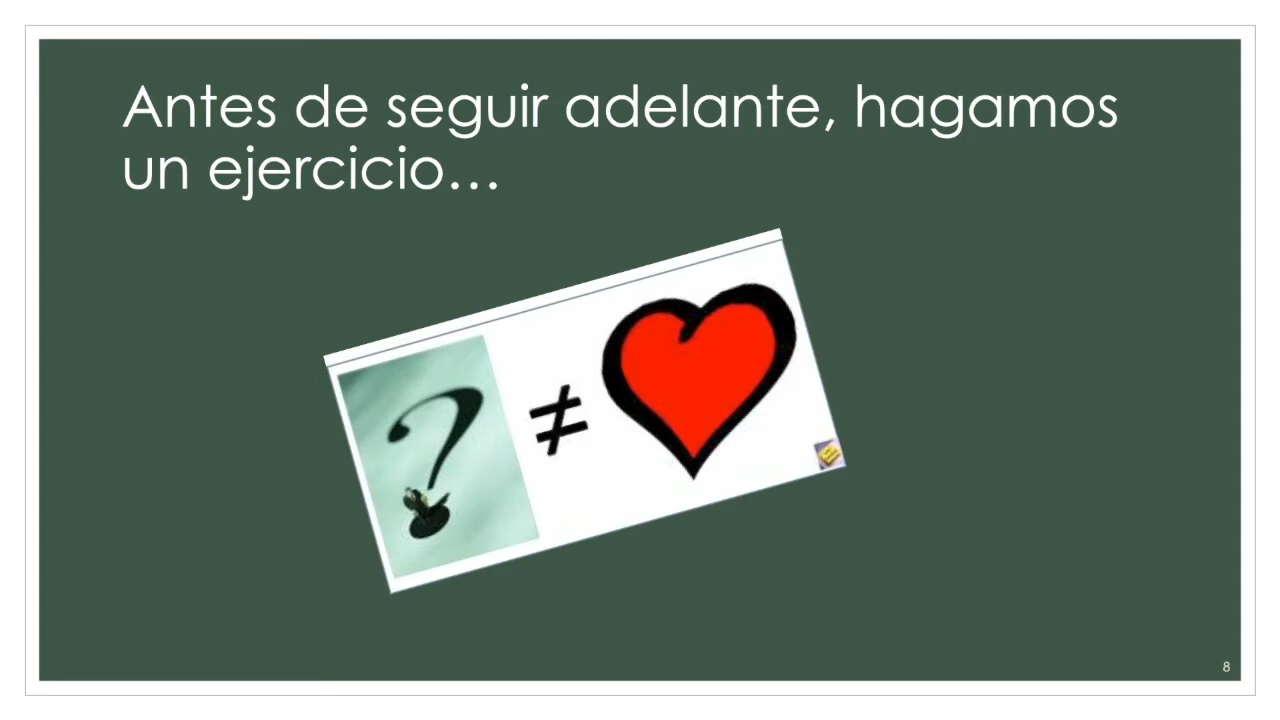 Antes de seguir adelante, hagamos
un ejercicio…
?
≠
8